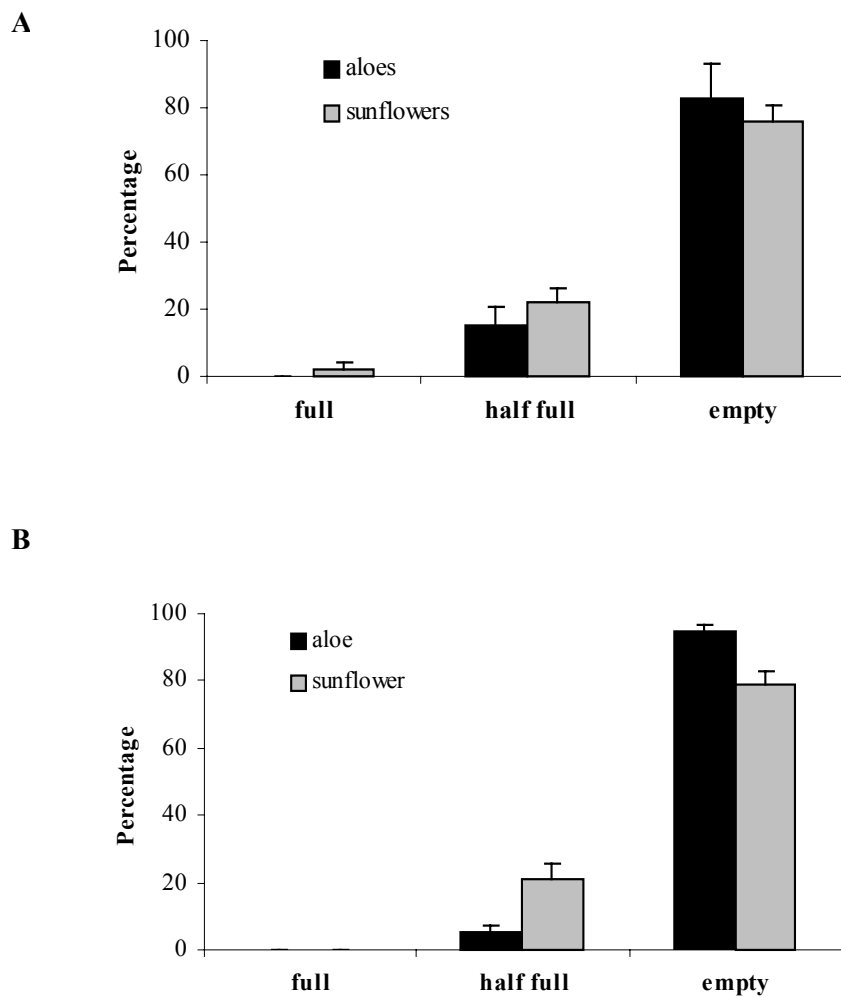 A
100
80
60
40
20
0
Percentage
aloes
sunflowers
full half full empty
B
100
80
60
40
20
0
Percentage
aloe
sunflower
full half full empty